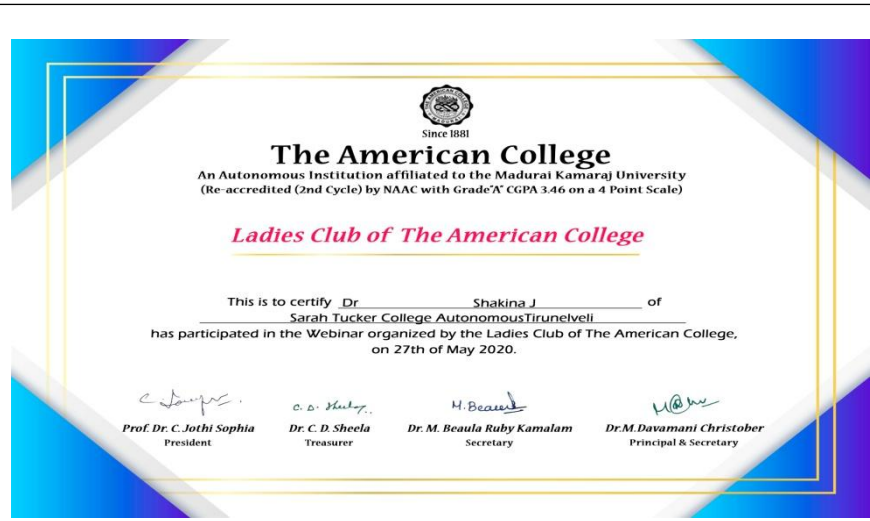 Since 1881
The American College
An Autonomous Institution affiliated to the Madurai Kamaraj University
(Re-accredited (2nd Cycle) by NAAC with Grade"A" CGPA 3.46 on a 4 Point Scale)
Ladies Club of The American College
This is to certify Dr Shakina J of
Sarah Tucker College AutonomousTirunelveli
has participated in the Webinar organized by the Ladies Club of The American College,
on 27th of May 2020.
C. D. Sheela M. Beaula
Prof. Dr. C. Jothi Sophia Dr. C. D. Sheela Dr. M. Beaula Ruby Kamalam Dr.M.Davamani Christober
President Treasurer Secretary Principal & Secretary